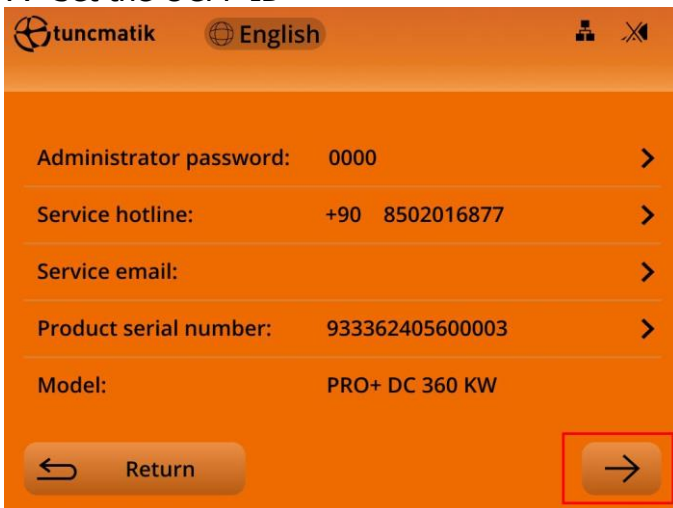 tuncmatik English
Administrator password: 0000
Service hotline: +90 8502016877
Service email:
Product serial number: 933362405600003
Model: PRO+ DC 360 KW
Return